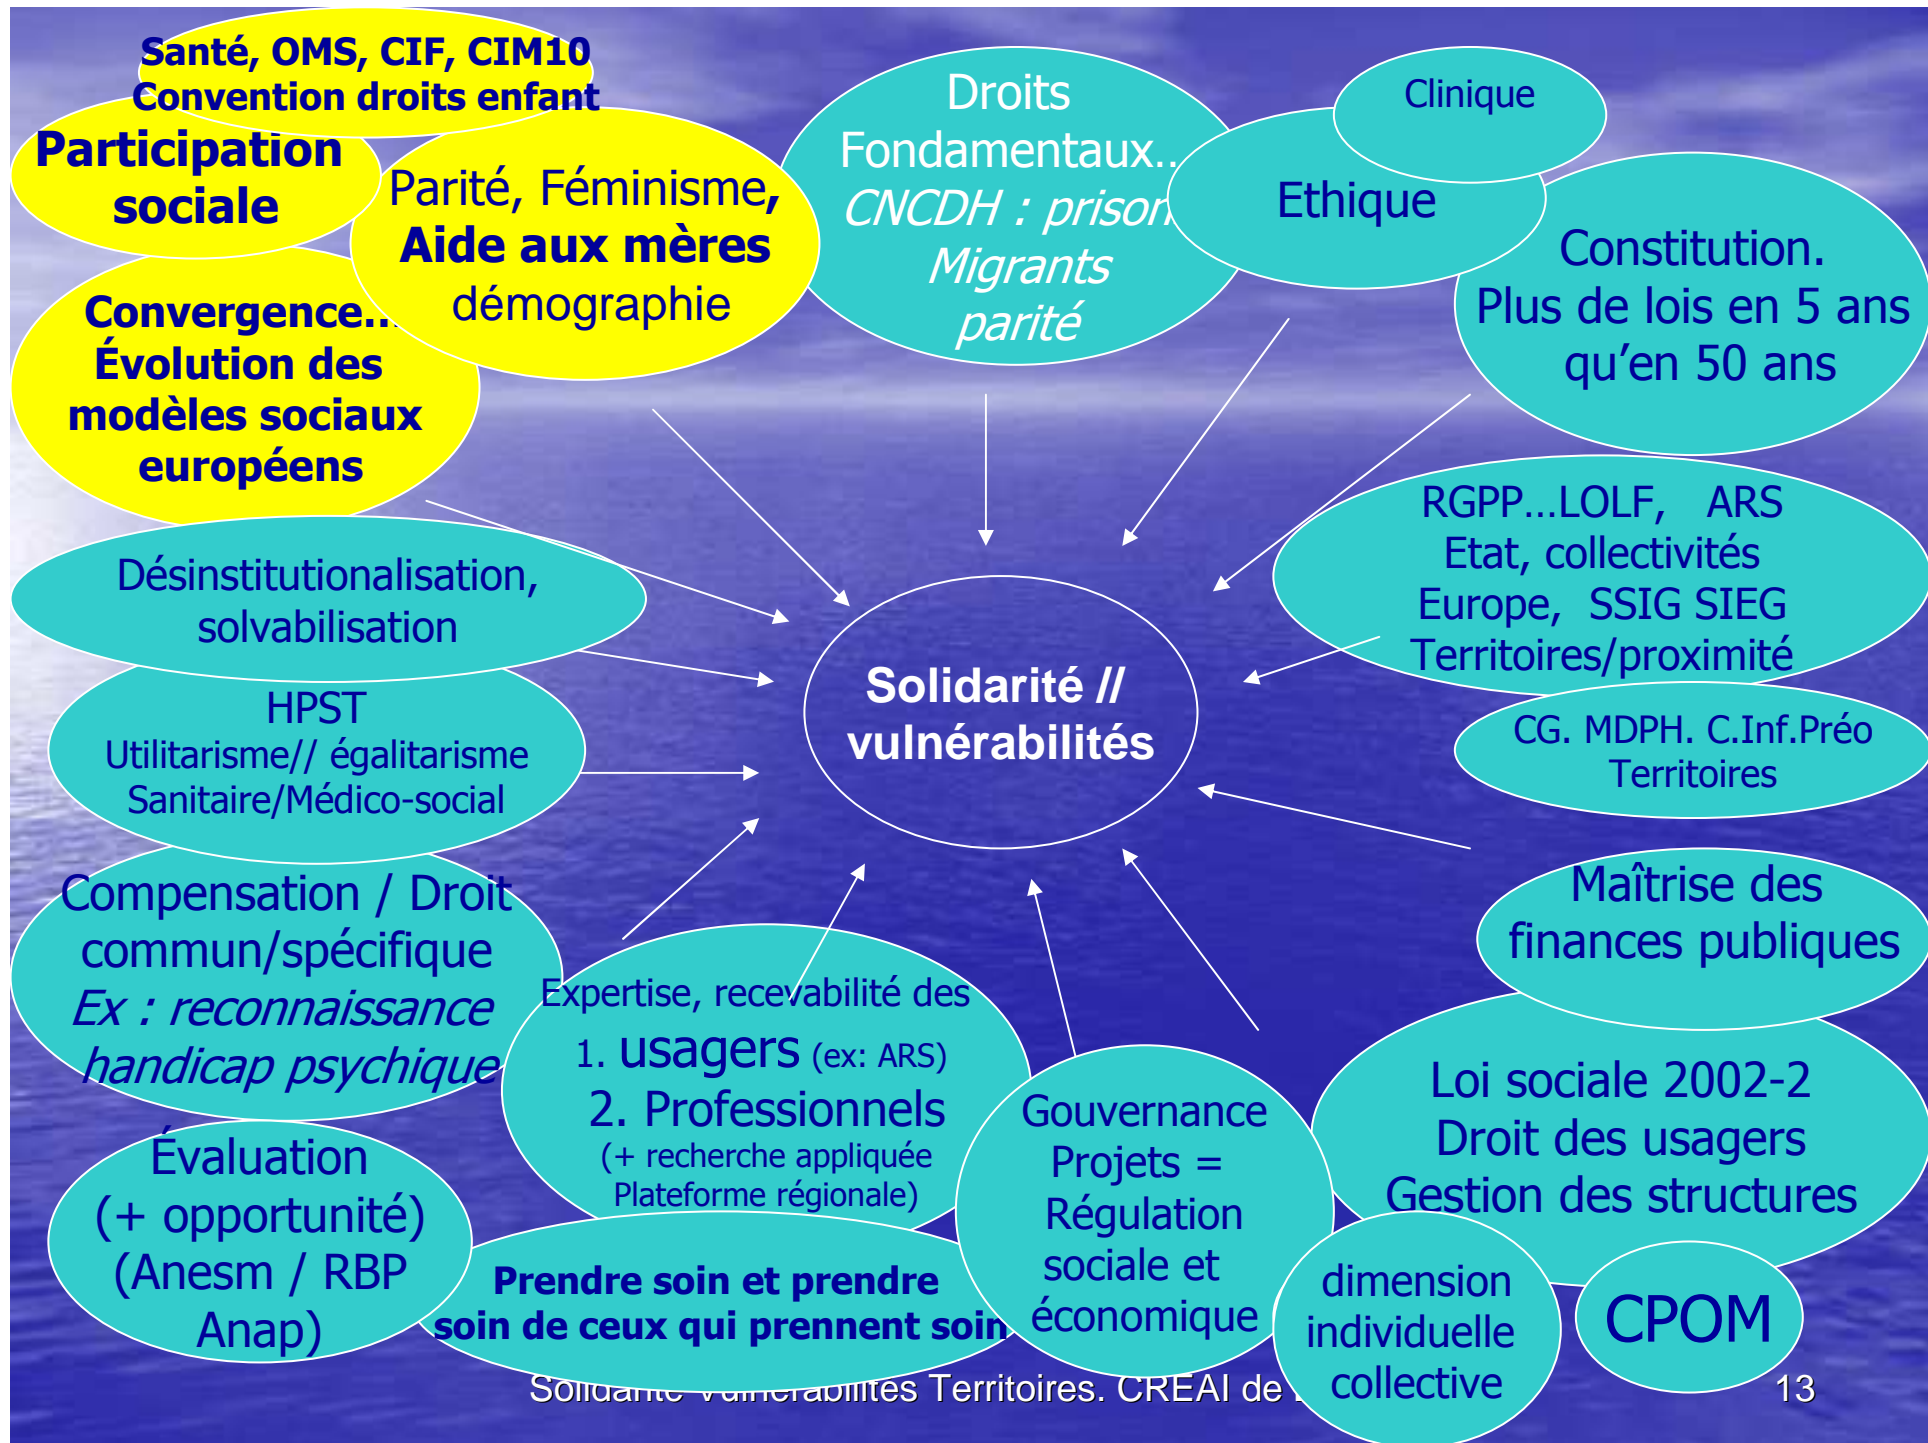 Santé, OMS, CIF, CIM10
Convention droits enfant
Participation
sociale
Parité, Féminisme,
Aide aux mères
démographie
Convergence…
Évolution des
modèles sociaux
européens
Droits
Fondamentaux..
CNCDH : prison
Migrants
parité
Clinique
Ethique
Constitution.
Plus de lois en 5 ans
qu’en 50 ans
RGPP…LOLF, ARS
Etat, collectivités
Europe, SSIG SIEG
Territoires/proximité
CG. MDPH. C.Inf.Préo
Territoires
Désinstitutionalisation,
solvabilisation
HPST
Utilitarisme// égalitarisme
Sanitaire/Médico-social
Solidarité //
vulnérabilités
Maîtrise des
finances publiques
Compensation / Droit
commun/spécifique
Ex : reconnaissance
handicap psychique
Expertise, recevabilité des
1. usagers (ex: ARS)
2. Professionnels
(+ recherche appliquée
Plateforme régionale)
Gouvernance
Projets =
Régulation
sociale et
économique
Loi sociale 2002-2
Droit des usagers
Gestion des structures
Évaluation
(+ opportunité)
(Anesm / RBP
Anap)
Prendre soin et prendre
soin de ceux qui prennent soin
dimension
individuelle
collective
CPOM
Solidarité Vulnérabilités Territoires. CREAI de
13